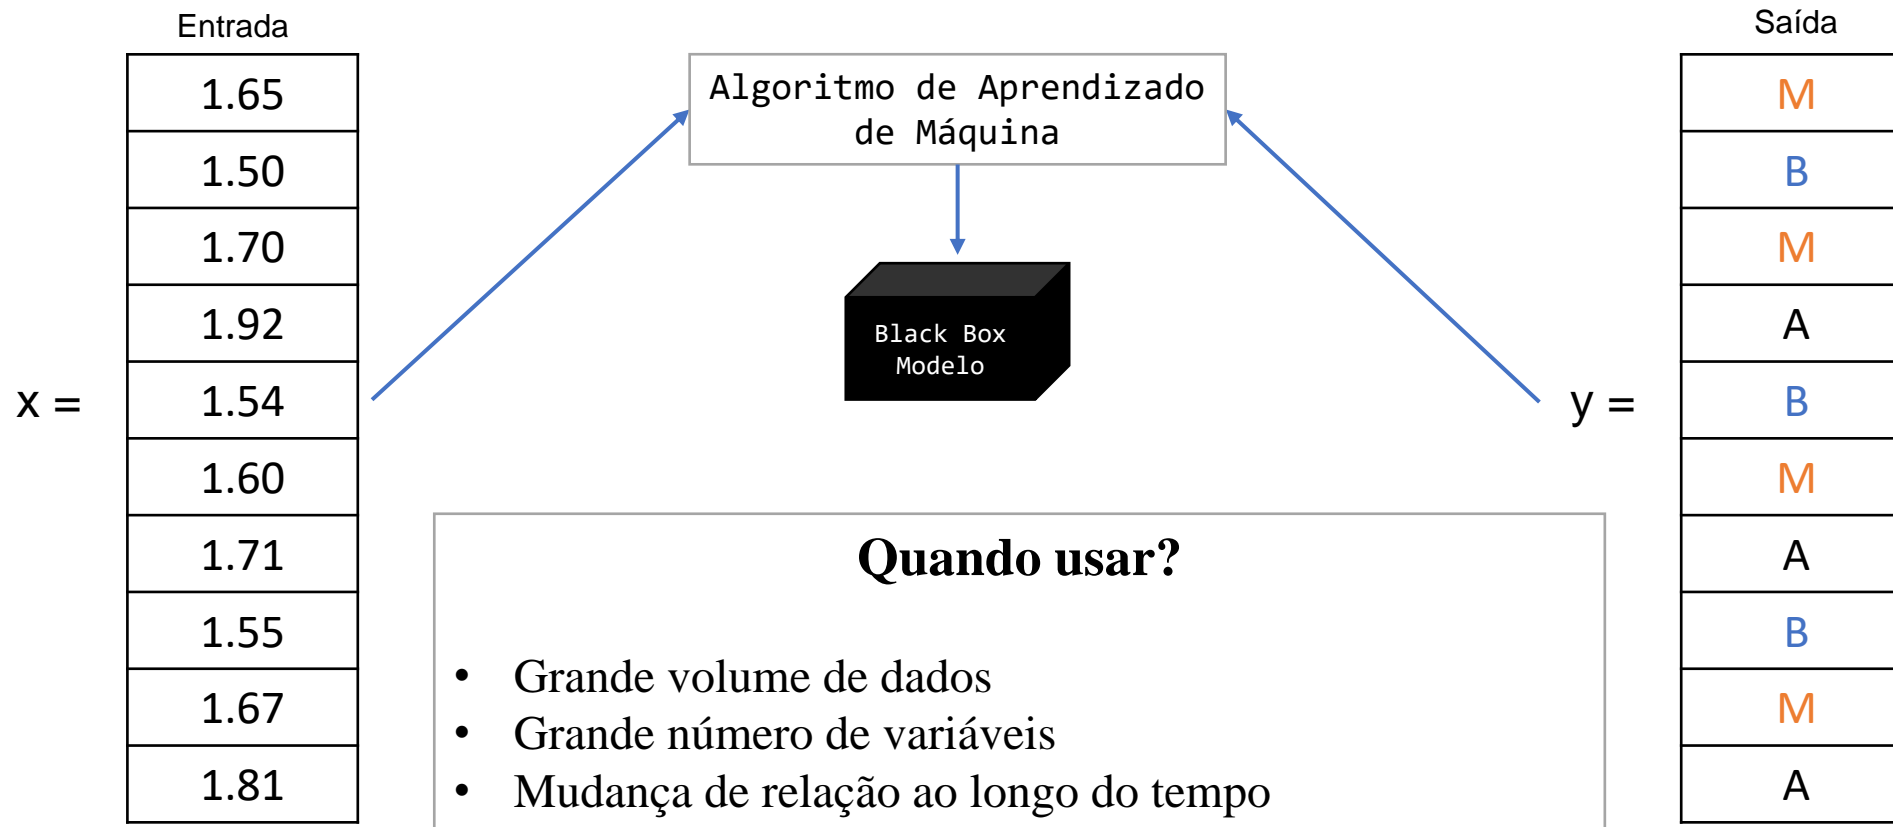 Entrada
x =
1.65
1.50
1.70
1.92
1.54
1.60
1.71
1.55
1.67
1.81
Algoritmo de Aprendizado
de Máquina
Black Box
Modelo
Quando usar?
• Grande volume de dados
• Grande número de variáveis
• Mudança de relação ao longo do tempo
Saída
y =
M
B
M
A
B
M
A
B
M
A